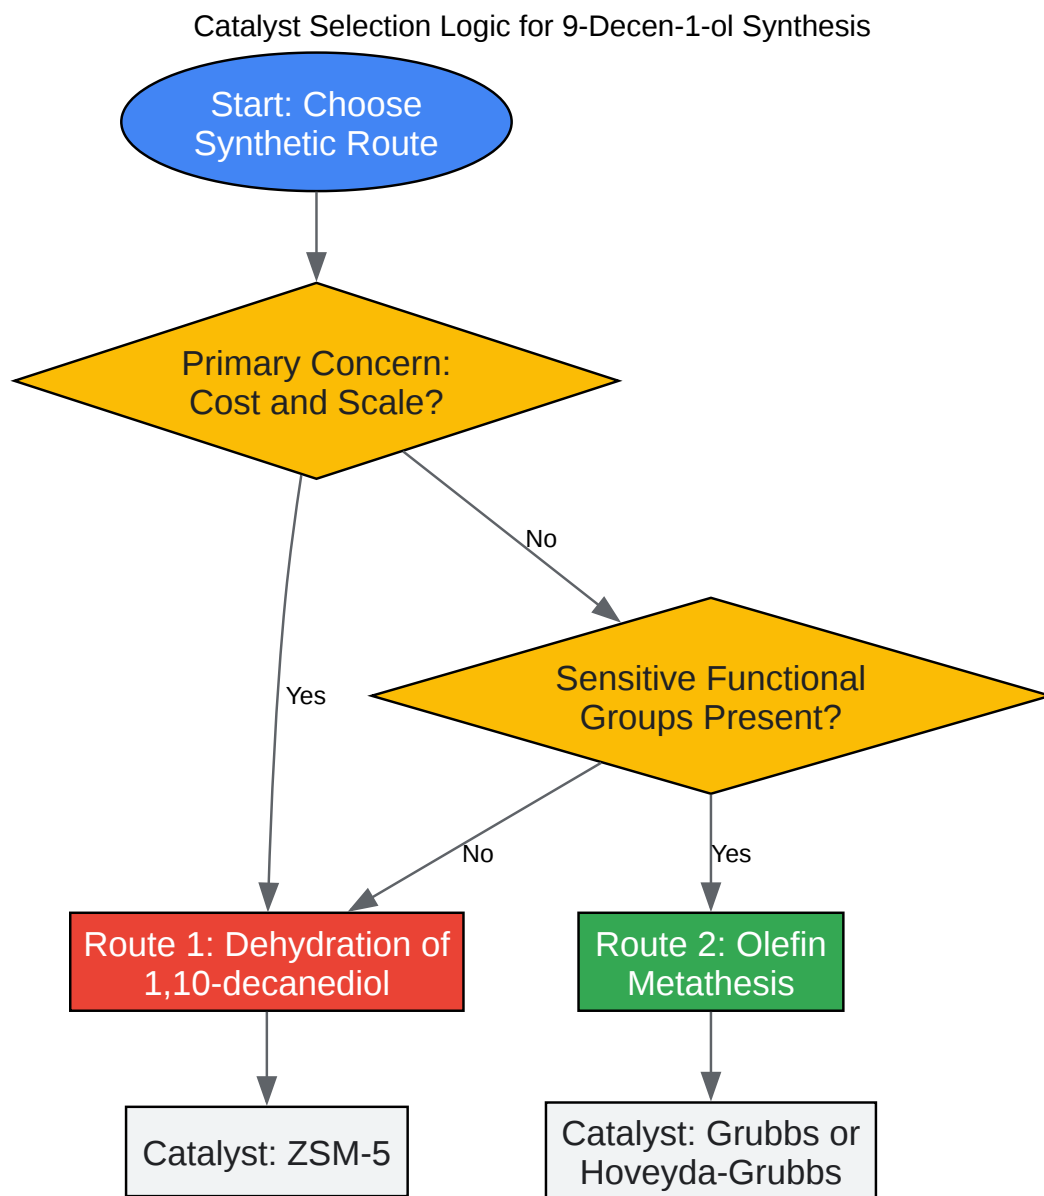 Catalyst Selection Logic for 9-Decen-1-ol Synthesis
Start: Choose
Synthetic Route
Primary Concern:
Cost and Scale?
No
Yes
Sensitive Functional
Groups Present?
No
Yes
Route 1: Dehydration of
1,10-decanediol
Route 2: Olefin
Metathesis
Catalyst: ZSM-5
Catalyst: Grubbs or
Hoveyda-Grubbs